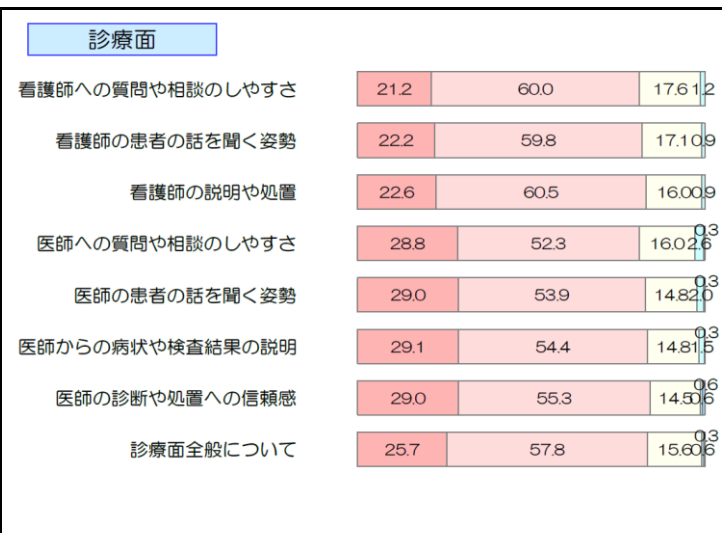 診療面
看護師への質問や相談のしやすさ 21.2 60.0 17.6 1.2
看護師の患者の話を聞く姿勢 22.2 59.8 17.1 0.9
看護師の説明や処置 22.6 60.5 16.0 0.9
医師への質問や相談のしやすさ 28.8 52.3 16.0 2.6 0.3
医師の患者の話を聞く姿勢 29.0 53.9 14.8 2.0 0.3
医師からの病状や検査結果の説明 29.1 54.4 14.8 1.5 0.3
医師の診断や処置への信頼感 29.0 55.3 14.5 0.6 0.6
診療面全般について 25.7 57.8 15.6 0.6 0.3